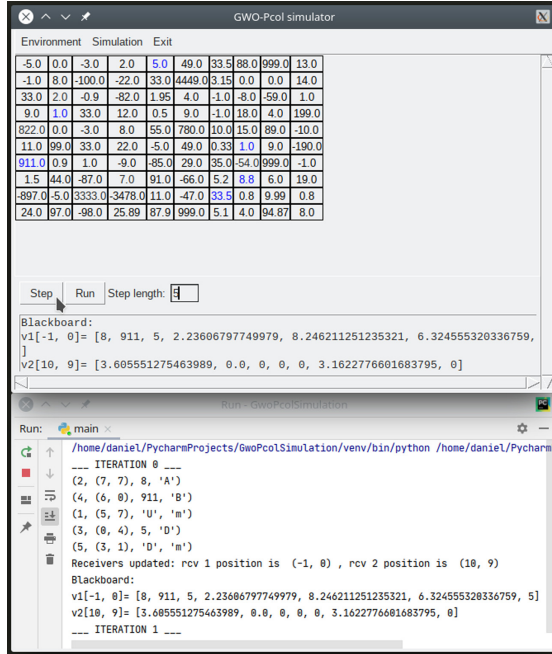 GWO-Pcol simulator
Environment Simulation Exit
-5.0 0.0 -3.0 2.0 5.0 49.0 33.5 88.0 999.0 13.0
-1.0 8.0 -100.0 -22.0 33.0 4449.0 3.15 0.0 0.0 14.0
33.0 2.0 -0.9 -82.0 1.95 4.0 -1.0 -8.0 -59.0 1.0
9.0 1.0 33.0 12.0 0.5 9.0 -1.0 18.0 4.0 199.0
822.0 0.0 -3.0 8.0 55.0 780.0 10.0 15.0 89.0 -10.0
11.0 99.0 33.0 22.0 -5.0 49.0 0.33 1.0 9.0 -190.0
911.0 0.9 1.0 -9.0 -85.0 29.0 35.0 -54.0 999.0 -1.0
1.5 44.0 -87.0 7.0 91.0 -66.0 5.2 8.8 6.0 19.0
-897.0 -5.0 3333.0 -3478.0 11.0 -47.0 33.5 0.8 9.99 0.8
24.0 97.0 -98.0 25.89 87.9 999.0 5.1 4.0 94.87 8.0
Step Run Step length: 5
Blackboard:
v1[-1, 0]= [8, 911, 5, 2.23606797749979, 8.246211251235321, 6.324555320336759,
]
v2[10, 9]= [3.605551275463989, 0.0, 0, 0, 0, 3.1622776601683795, 0]
Run - GwoPcolSimulation
Run: main ×
/home/daniel/PycharmProjects/GwoPcolSimulation/venv/bin/python /home/daniel/Pycharm
___ ITERATION 0 ___
(2, (7, 7), 8, 'A')
(4, (6, 0), 911, 'B')
(1, (5, 7), 'U', 'm')
(3, (0, 4), 5, 'D')
(5, (3, 1), 'D', 'm')
Receivers updated: rcv 1 position is  (-1, 0) , rcv 2 position is  (10, 9)
Blackboard:
v1[-1, 0]= [8, 911, 5, 2.23606797749979, 8.246211251235321, 6.324555320336759, 5]
v2[10, 9]= [3.605551275463989, 0.0, 0, 0, 0, 3.1622776601683795, 0]
___ ITERATION 1 ___